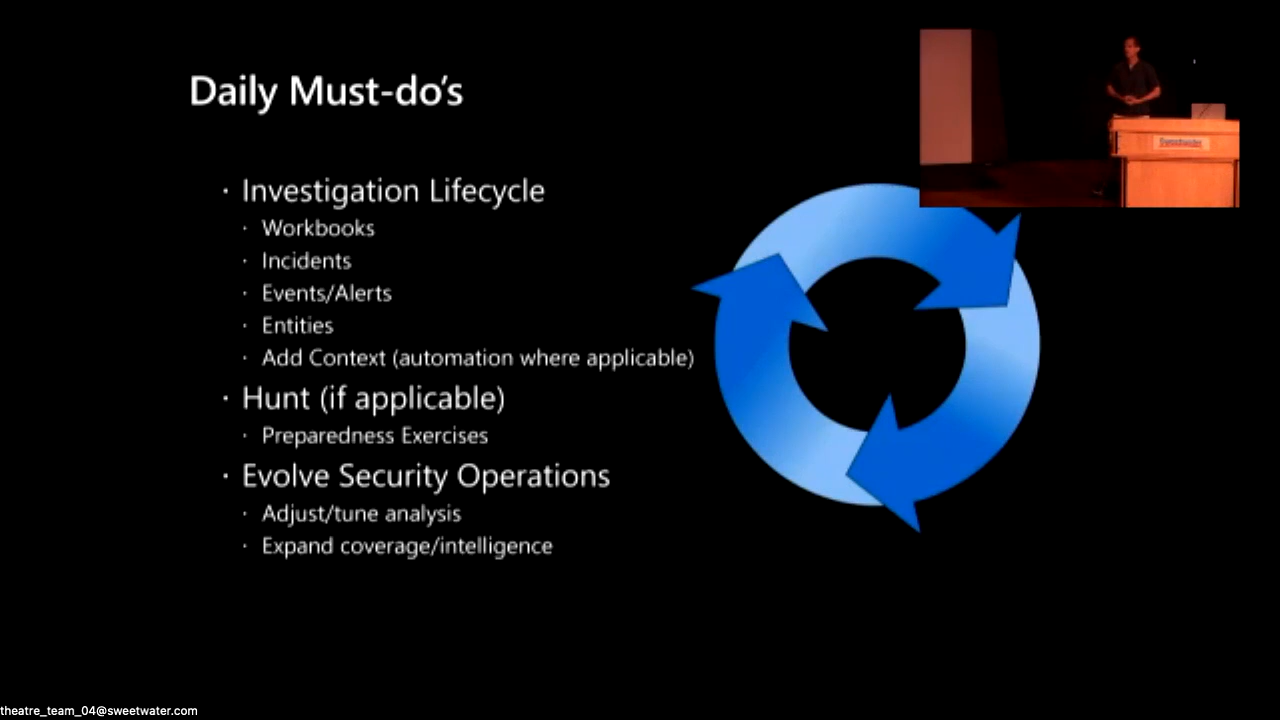 Daily Must-do's
· Investigation Lifecycle
· Workbooks
· Incidents
· Events/Alerts
· Entities
· Add Context (automation where applicable)
· Hunt (if applicable)
· Preparedness Exercises
· Evolve Security Operations
· Adjust/tune analysis
· Expand coverage/intelligence
Sweetwater
theatre_team_04@sweetwater.com